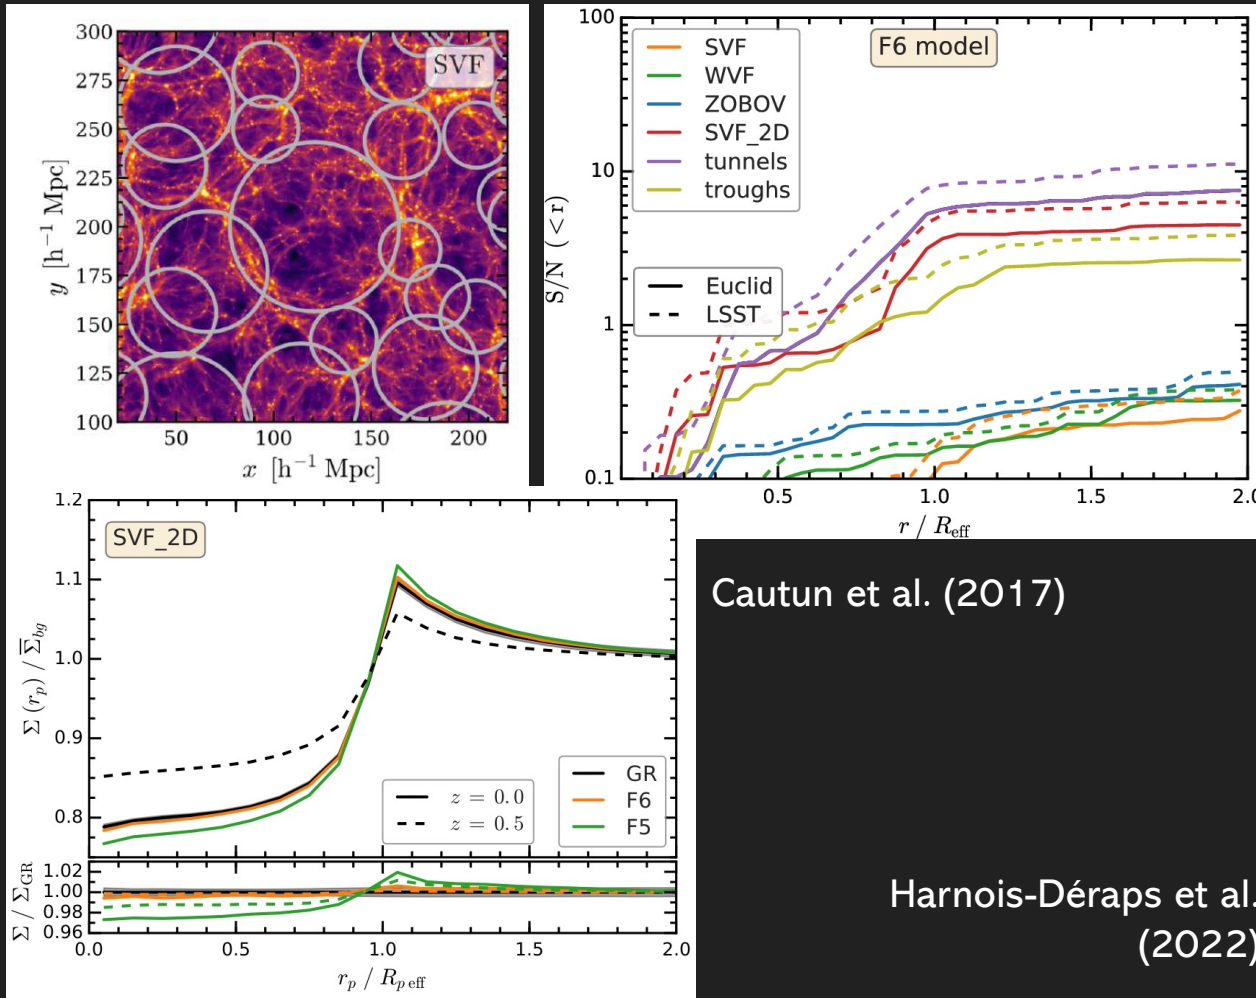 300
275
250
225
200
175
150
125
100
y [h⁻¹ Mpc]
SVF
50
100
150
200
x [h⁻¹ Mpc]
100
10
1
0.1
S/N (<r)
SVF
WVF
ZOBOV
SVF_2D
tunnels
troughs
F6 model
Euclid
LSST
0.5
1.0
1.5
2.0
r / R_eff
1.2
1.1
1.0
0.9
0.8
Σ (r_p) / Σ̅_bg
SVF_2D
z = 0.0
z = 0.5
GR
F6
F5
1.02
1.00
0.98
0.96
Σ / Σ_GR
0.0
0.5
1.0
1.5
2.0
r_p / R_p eff
Cautun et al. (2017)
Harnois-Déraps et al.
(2022)